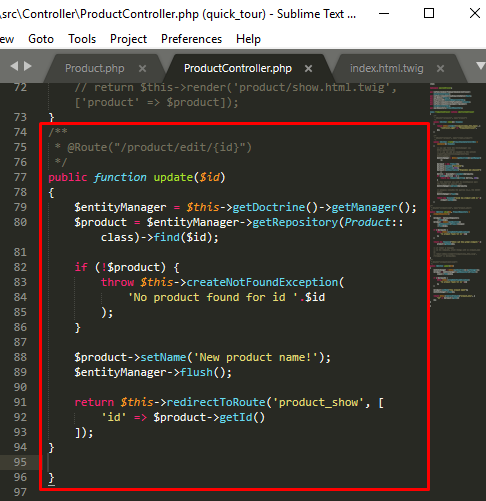 \src\Controller\ProductController.php (quick_tour) - Sublime Text ...
ew Goto Tools Project Preferences Help
Product.php ProductController.php index.html.twig
72 // return $this->render('product/show.html.twig',
['product' => $product]);
73 }
74 /**
75 * @Route("/product/edit/{id}")
76 */
77 public function update($id)
78 {
79 $entityManager = $this->getDoctrine()->getManager();
80 $product = $entityManager->getRepository(Product::
class)->find($id);
81
82 if (!$product) {
83 throw $this->createNotFoundException(
84 'No product found for id '.$id
85 );
86 }
87
88 $product->setName('New product name!');
89 $entityManager->flush();
90
91 return $this->redirectToRoute('product_show', [
92 'id' => $product->getId()
93 ]);
94 }
95
96 }
97